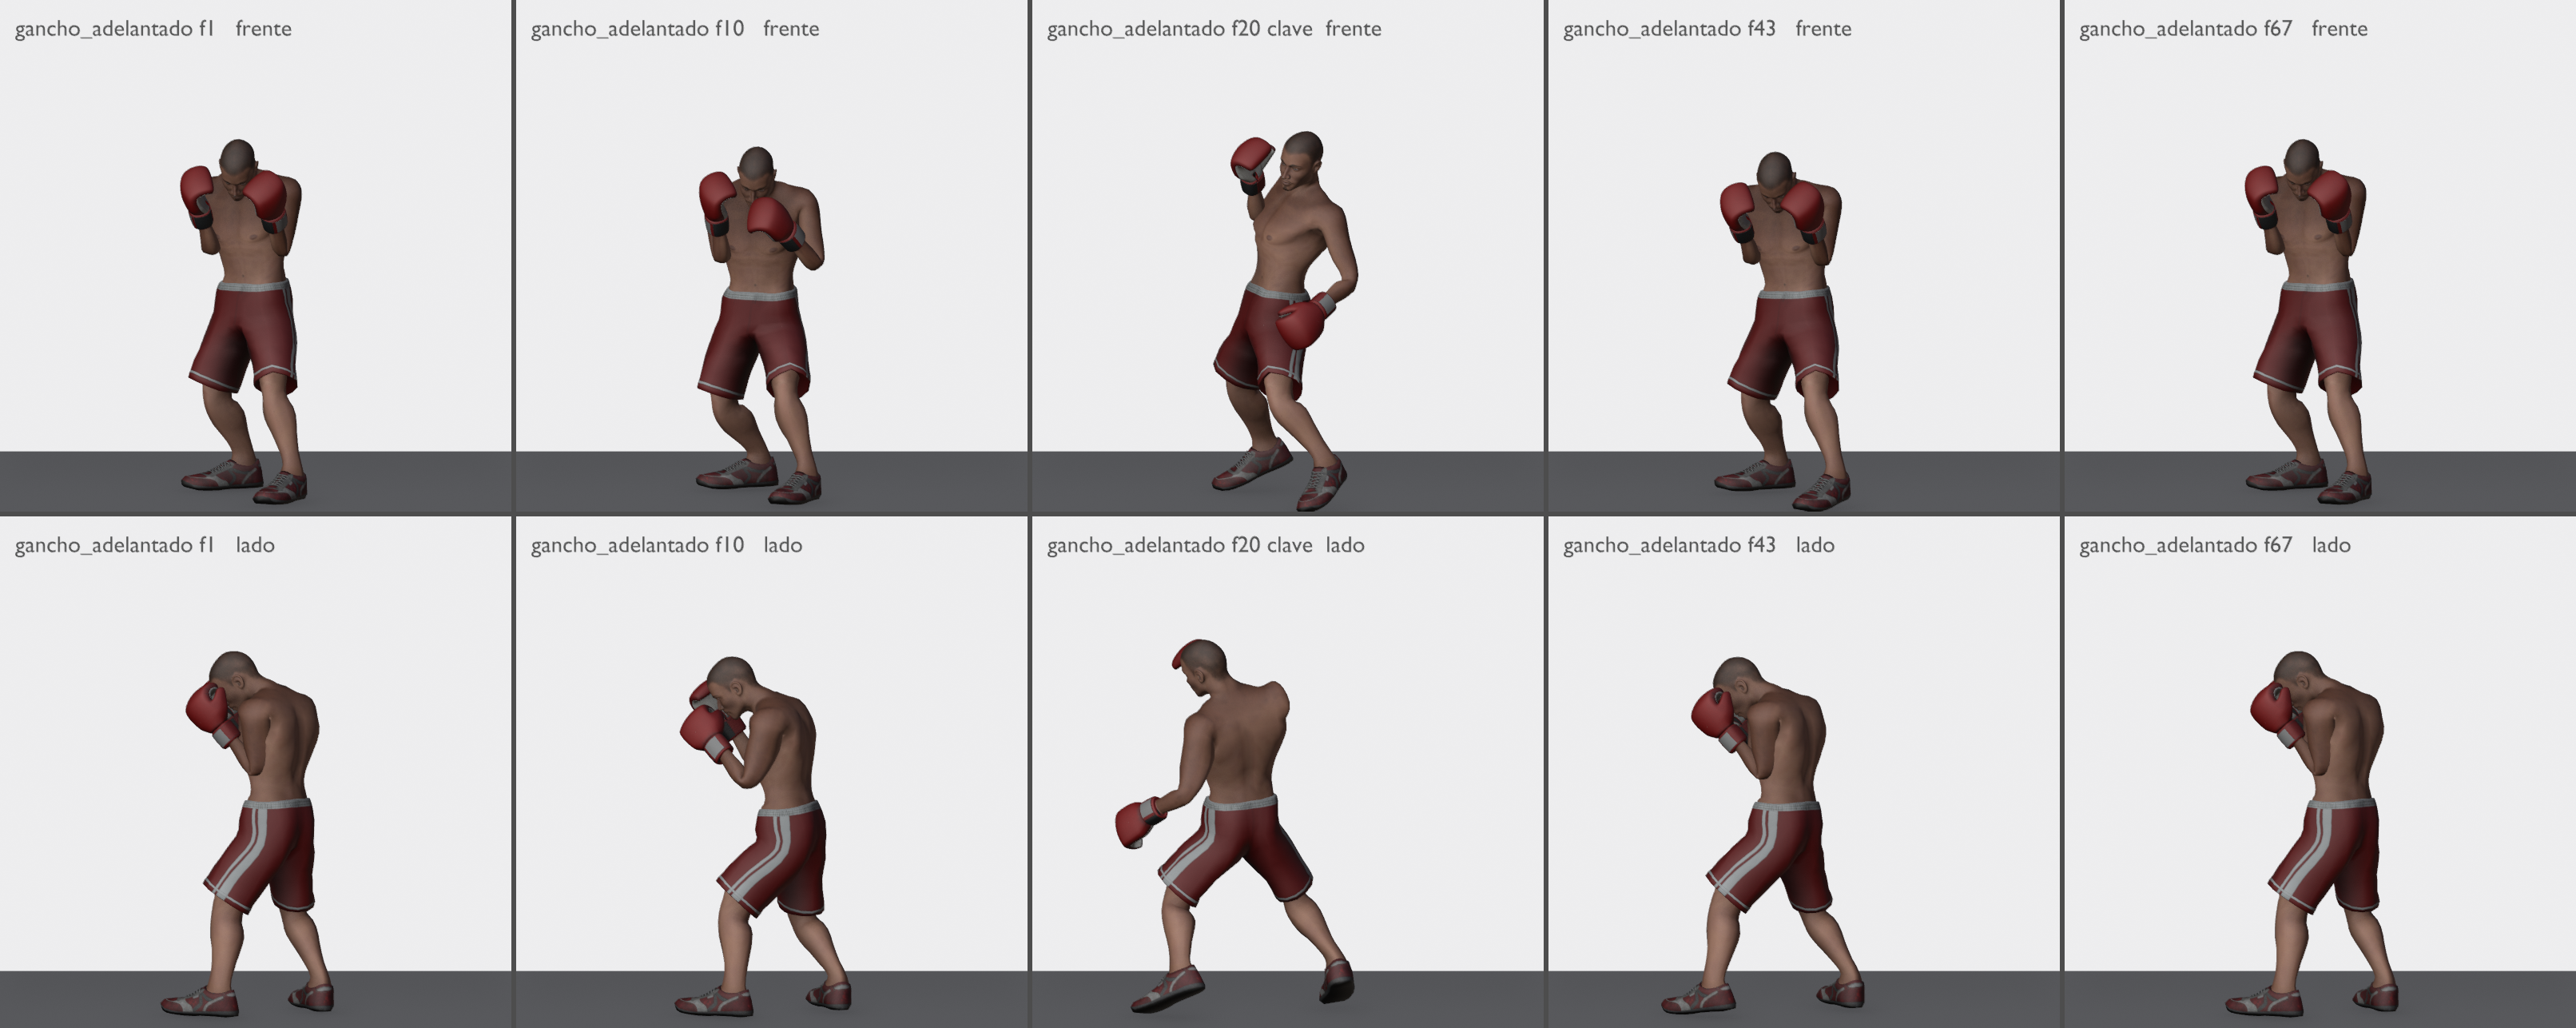 gancho_adelantado f1 frente
gancho_adelantado f10 frente
gancho_adelantado f20 clave frente
gancho_adelantado f43 frente
gancho_adelantado f67 frente
gancho_adelantado f1 lado
gancho_adelantado f10 lado
gancho_adelantado f20 clave lado
gancho_adelantado f43 lado
gancho_adelantado f67 lado